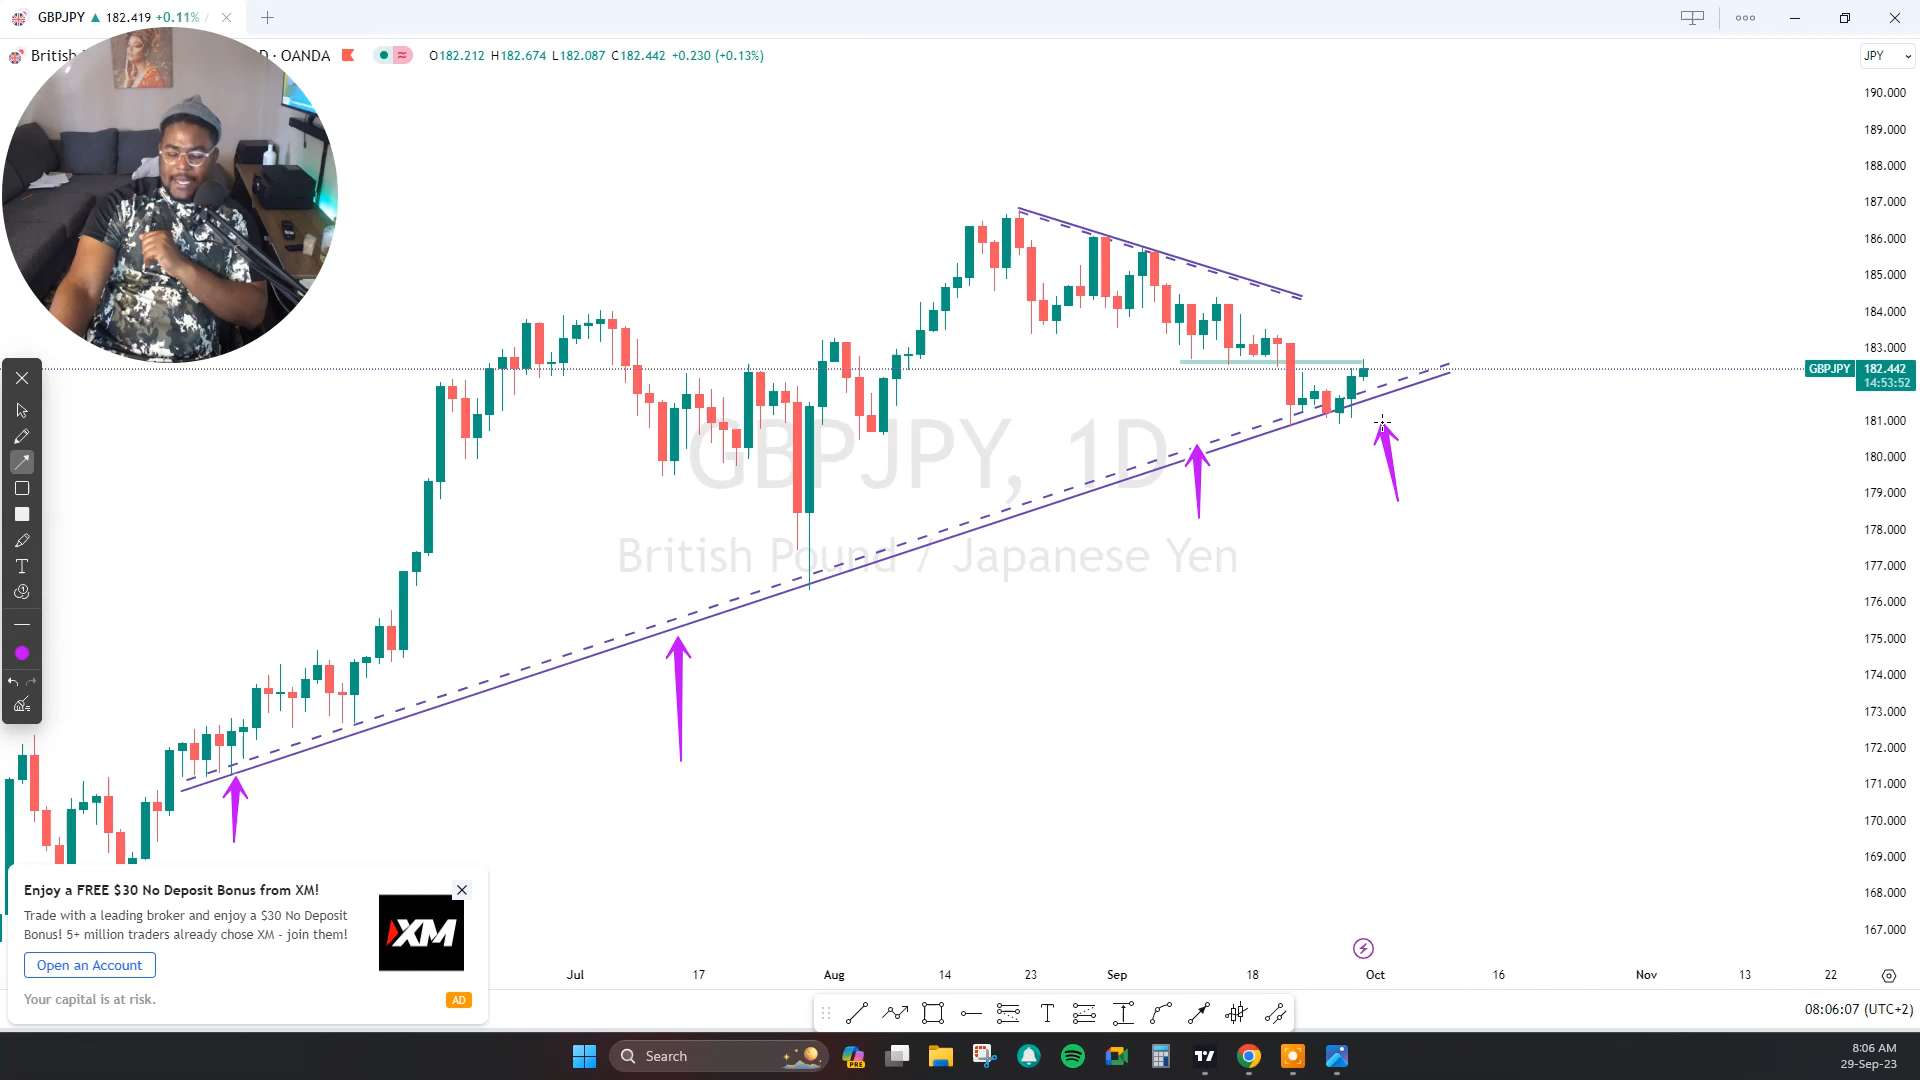 GBPJPY ▲ 182.419 +0.11% /
British
D · OANDA
O182.212 H182.674 L182.087 C182.442 +0.230 (+0.13%)
JPY
190.000
189.000
188.000
187.000
186.000
185.000
184.000
183.000
GBPJPY 182.442
14:53:52
181.000
180.000
179.000
178.000
177.000
176.000
175.000
174.000
173.000
172.000
171.000
170.000
169.000
168.000
167.000
GBPJPY, 1D
British Pound / Japanese Yen
Enjoy a FREE $30 No Deposit Bonus from XM!
Trade with a leading broker and enjoy a $30 No Deposit
Bonus! 5+ million traders already chose XM - join them!
XM
Open an Account
Your capital is at risk.
AD
Jul 17 Aug 14 23 Sep 18 Oct 16 Nov 13 22
08:06:07 (UTC+2)
Search
PRE
8:06 AM
29-Sep-23